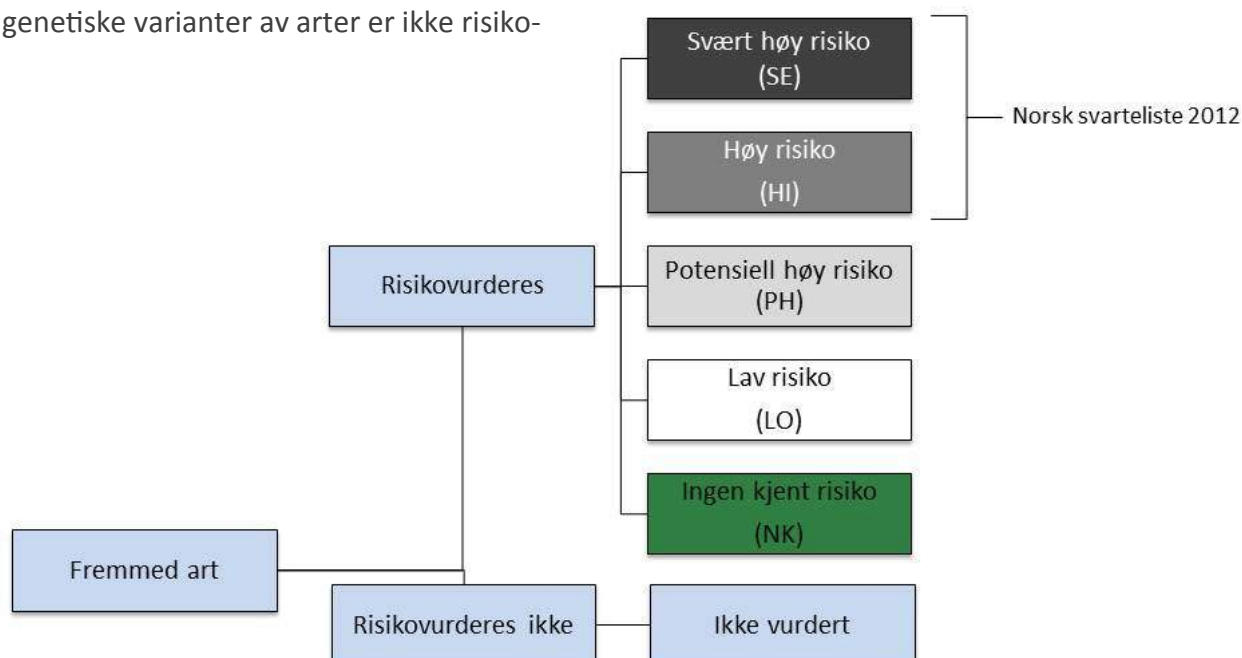 genetiske varianter av arter er ikke risiko-
Svært høy risiko
(SE)
Norsk svarteliste 2012
Høy risiko
(HI)
Risikovurderes
Potensiell høy risiko
(PH)
Lav risiko
(LO)
Ingen kjent risiko
(NK)
Fremmed art
Risikovurderes ikke
Ikke vurdert